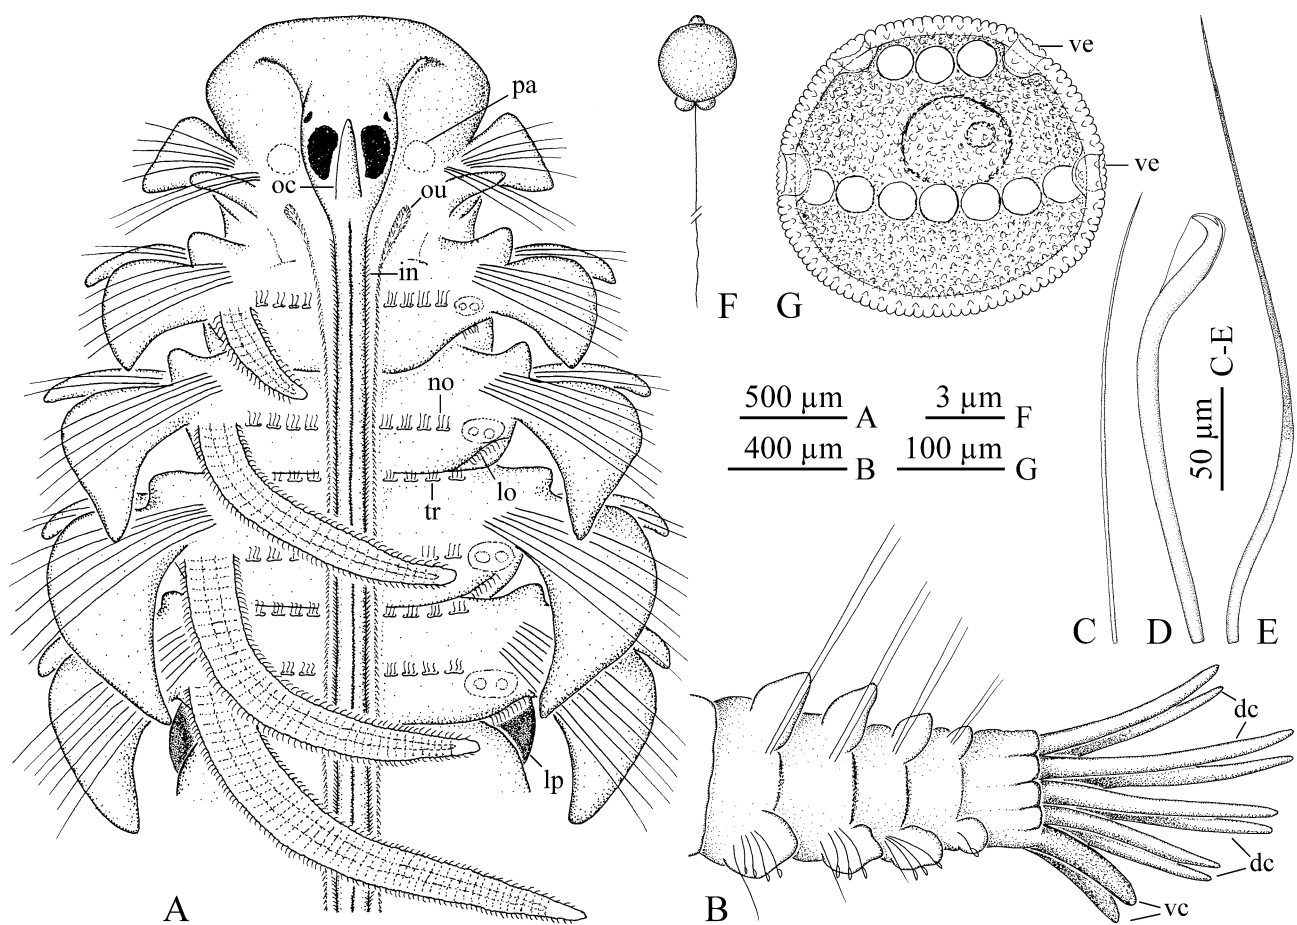 pa
oc
ou
in
no
lo
tr
lp
A
F
G
ve
ve
500 µm A
3 µm F
400 µm B
100 µm G
50 µm C-E
C
D
E
B
dc
dc
vc